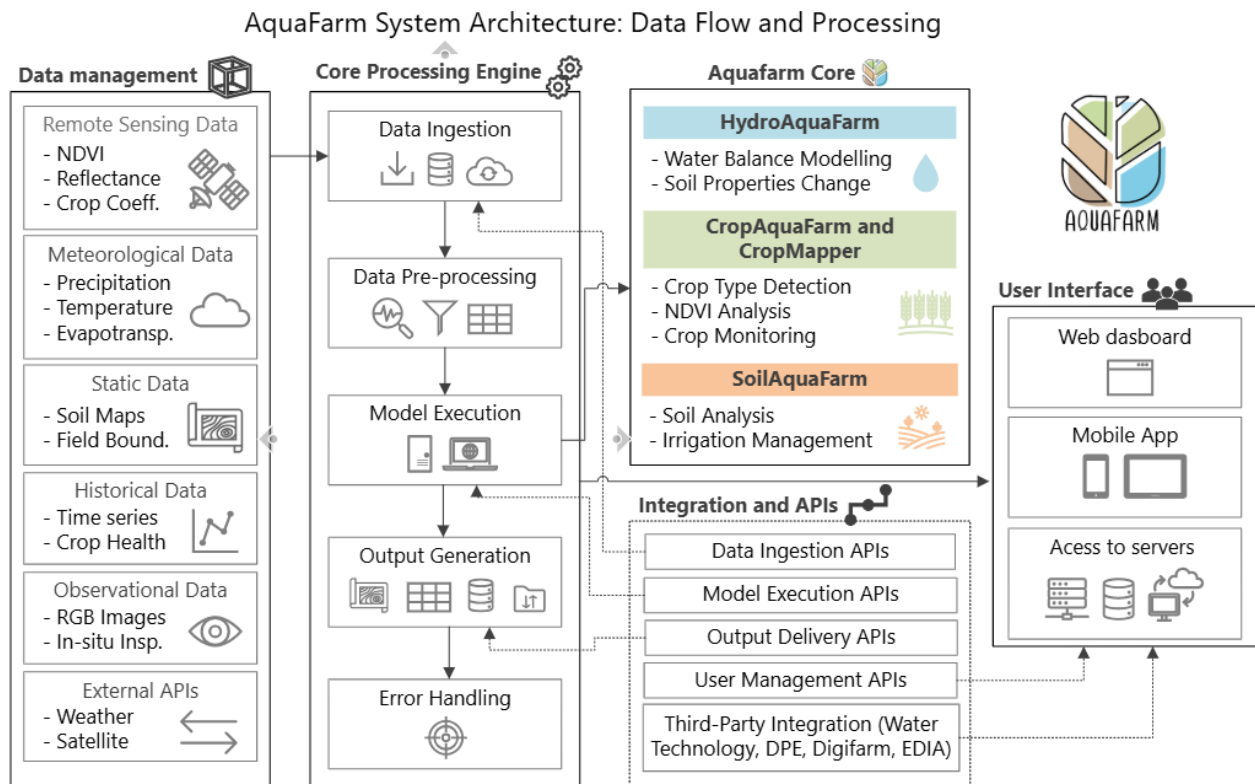 AquaFarm System Architecture: Data Flow and Processing
Data management
Remote Sensing Data
- NDVI
- Reflectance
- Crop Coeff.
Meteorological Data
- Precipitation
- Temperature
- Evapotransp.
Static Data
- Soil Maps
- Field Bound.
Historical Data
- Time series
- Crop Health
Observational Data
- RGB Images
- In-situ Insp.
External APIs
- Weather
- Satellite
Core Processing Engine
Data Ingestion
Data Pre-processing
Model Execution
Output Generation
Error Handling
Aquafarm Core
HydroAquaFarm
- Water Balance Modelling
- Soil Properties Change
CropAquaFarm and
CropMapper
- Crop Type Detection
- NDVI Analysis
- Crop Monitoring
SoilAquaFarm
- Soil Analysis
- Irrigation Management
Integration and APIs
Data Ingestion APIs
Model Execution APIs
Output Delivery APIs
User Management APIs
Third-Party Integration (Water
Technology, DPE, Digifarm, EDIA)
AQUAFARM
User Interface
Web dasboard
Mobile App
Acess to servers